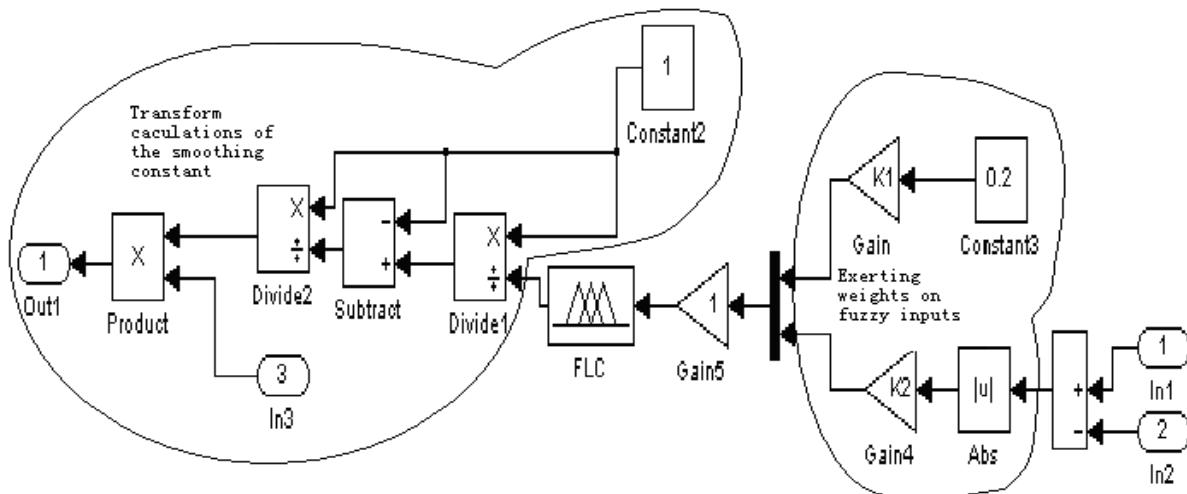 1
Constant2
Transform
caculations of
the smoothing
constant
K1
Gain
0.2
Constant3
X
÷
Divide2
-
+
Subtract
X
÷
Divide1
1
Out1
X
Product
3
In3
FLC
1
Gain5
Exerting
weights on
fuzzy inputs
K2
Gain4
|u|
Abs
+
-
1
In1
2
In2